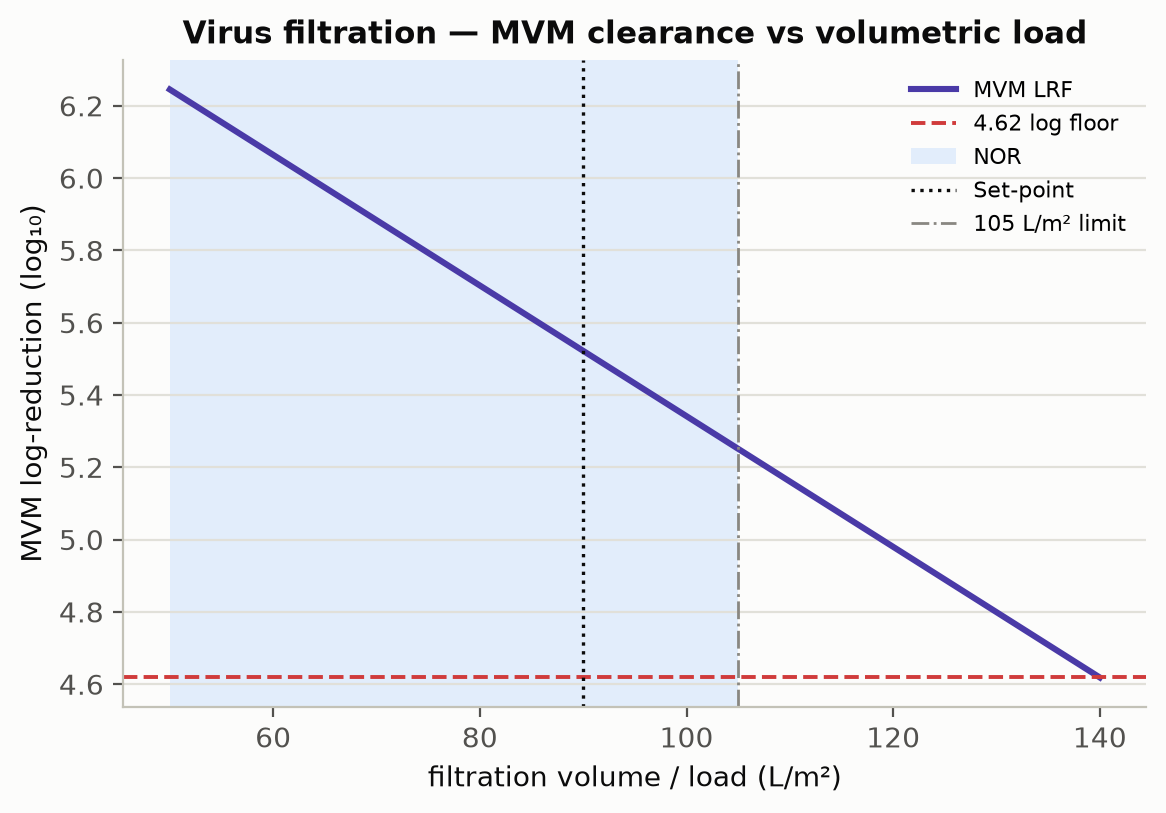 Virus filtration — MVM clearance vs volumetric load
MVM log-reduction (log₁₀)
6.2
6.0
5.8
5.6
5.4
5.2
5.0
4.8
4.6
MVM LRF
4.62 log floor
NOR
Set-point
105 L/m² limit
60
80
100
120
140
filtration volume / load (L/m²)